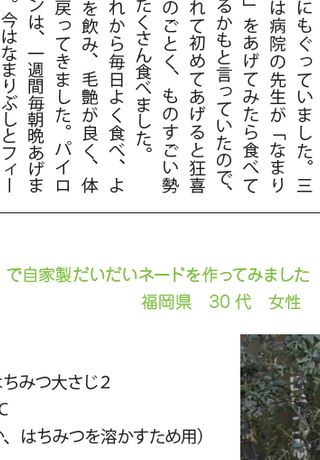 にもぐっていました。三
は病院の先生が「なまり
」をあげてみたら食べて
るかもと言っていたので、
れて初めてあげると狂喜
のごとく、ものすごい勢
たくさん食べました。
れから毎日よく食べ、よ
を飲み、毛艶が良く、体
戻ってきました。パイロ
ンは、一週間毎朝晩あげま
。今はなまりぶしとフィー
で自家製だいだいネードを作ってみました
福岡県　30代　女性
はちみつ大さじ2
C
、はちみつを溶かすため用)